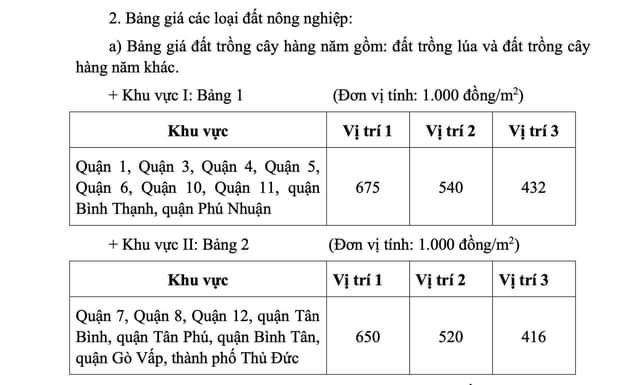 2. Bảng giá các loại đất nông nghiệp:
a) Bảng giá đất trồng cây hàng năm gồm: đất trồng lúa và đất trồng cây
hàng năm khác.
+ Khu vực I: Bảng 1 (Đơn vị tính: 1.000 đồng/m²)
Khu vực Vị trí 1 Vị trí 2 Vị trí 3
Quận 1, Quận 3, Quận 4, Quận 5,
Quận 6, Quận 10, Quận 11, quận 675 540 432
Bình Thạnh, quận Phú Nhuận
+ Khu vực II: Bảng 2 (Đơn vị tính: 1.000 đồng/m²)
Khu vực Vị trí 1 Vị trí 2 Vị trí 3
Quận 7, Quận 8, Quận 12, quận Tân
Bình, quận Tân Phú, quận Bình Tân, 650 520 416
quận Gò Vấp, thành phố Thủ Đức